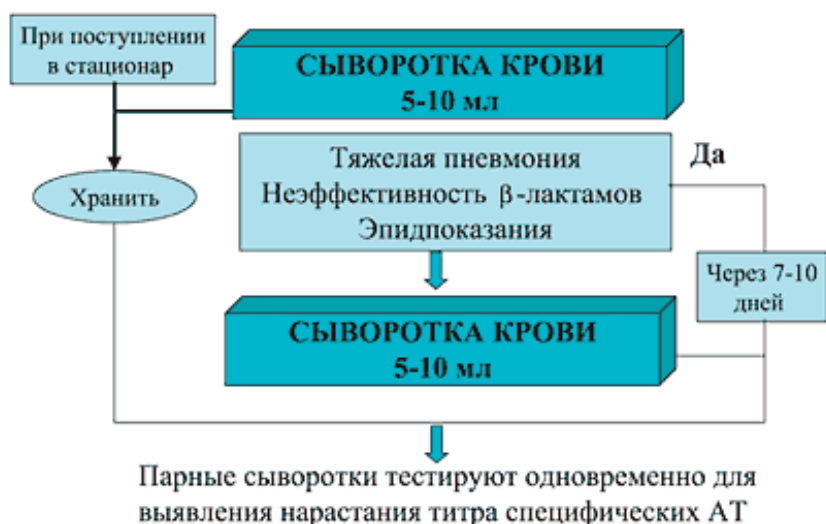 При поступлении
в стационар
СЫВОРОТКА КРОВИ
5-10 мл
Хранить
Тяжелая пневмония
Неэффективность β-лактамов
Эпидпоказания
Да
Через 7-10
дней
СЫВОРОТКА КРОВИ
5-10 мл
Парные сыворотки тестируют одновременно для
выявления нарастания титра специфических АТ